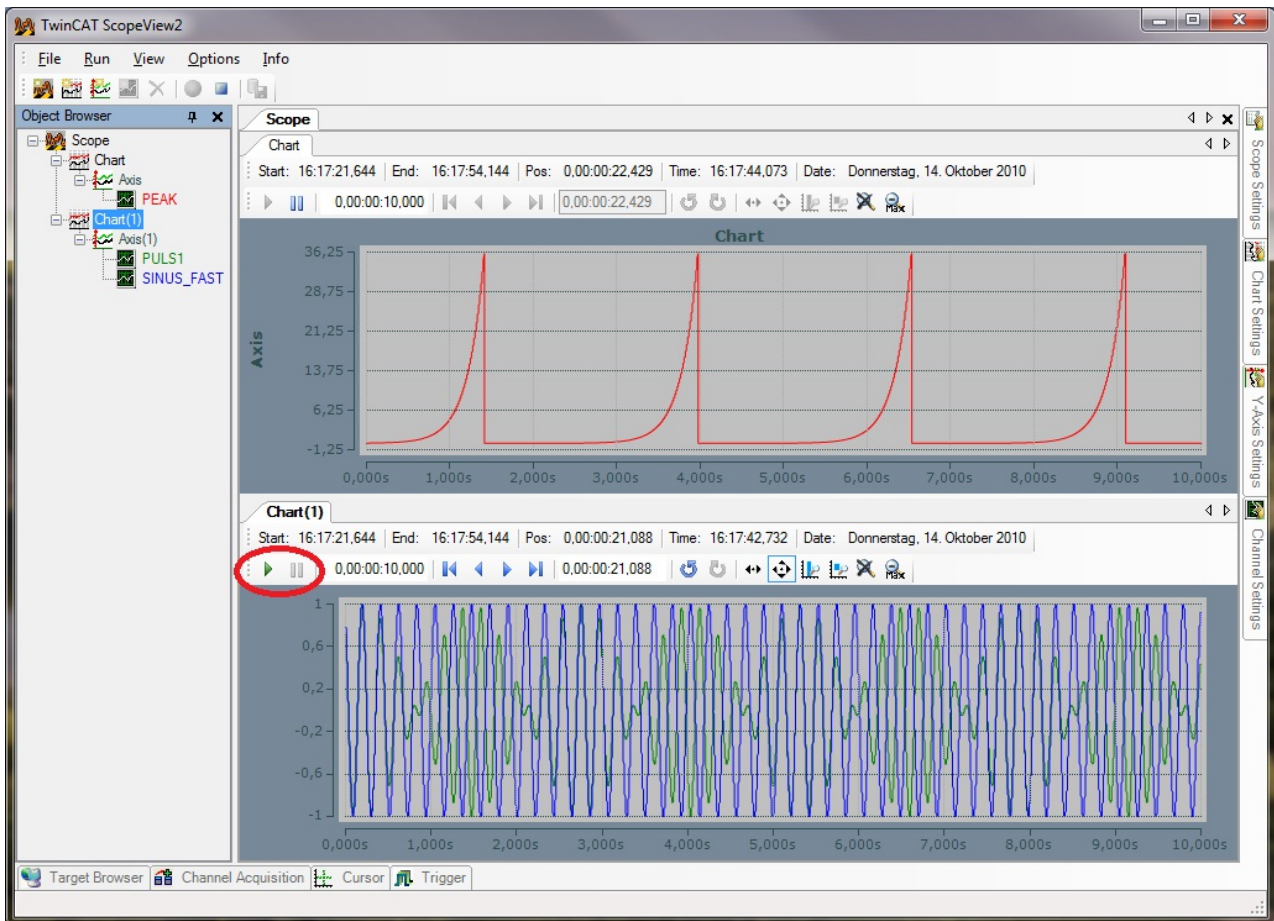 TwinCAT ScopeView2
File Run View Options Info
Object Browser
Scope
Chart
Axis
PEAK
Chart(1)
Axis(1)
PULS1
SINUS_FAST
Scope
Chart
Start: 16:17:21,644 End: 16:17:54,144 Pos: 0,00:00:22,429 Time: 16:17:44,073 Date: Donnerstag, 14. Oktober 2010
0,00:00:10,000 0,00:00:22,429 Max
Chart
Axis
36,25
28,75
21,25
13,75
6,25
-1,25
0,000s 1,000s 2,000s 3,000s 4,000s 5,000s 6,000s 7,000s 8,000s 9,000s 10,000s
Chart(1)
Start: 16:17:21,644 End: 16:17:54,144 Pos: 0,00:00:21,088 Time: 16:17:42,732 Date: Donnerstag, 14. Oktober 2010
0,00:00:10,000 0,00:00:21,088 Max
1
0,6
0,2
-0,2
-0,6
-1
0,000s 1,000s 2,000s 3,000s 4,000s 5,000s 6,000s 7,000s 8,000s 9,000s 10,000s
Scope Settings
Chart Settings
Y-Axis Settings
Channel Settings
Target Browser Channel Acquisition Cursor Trigger